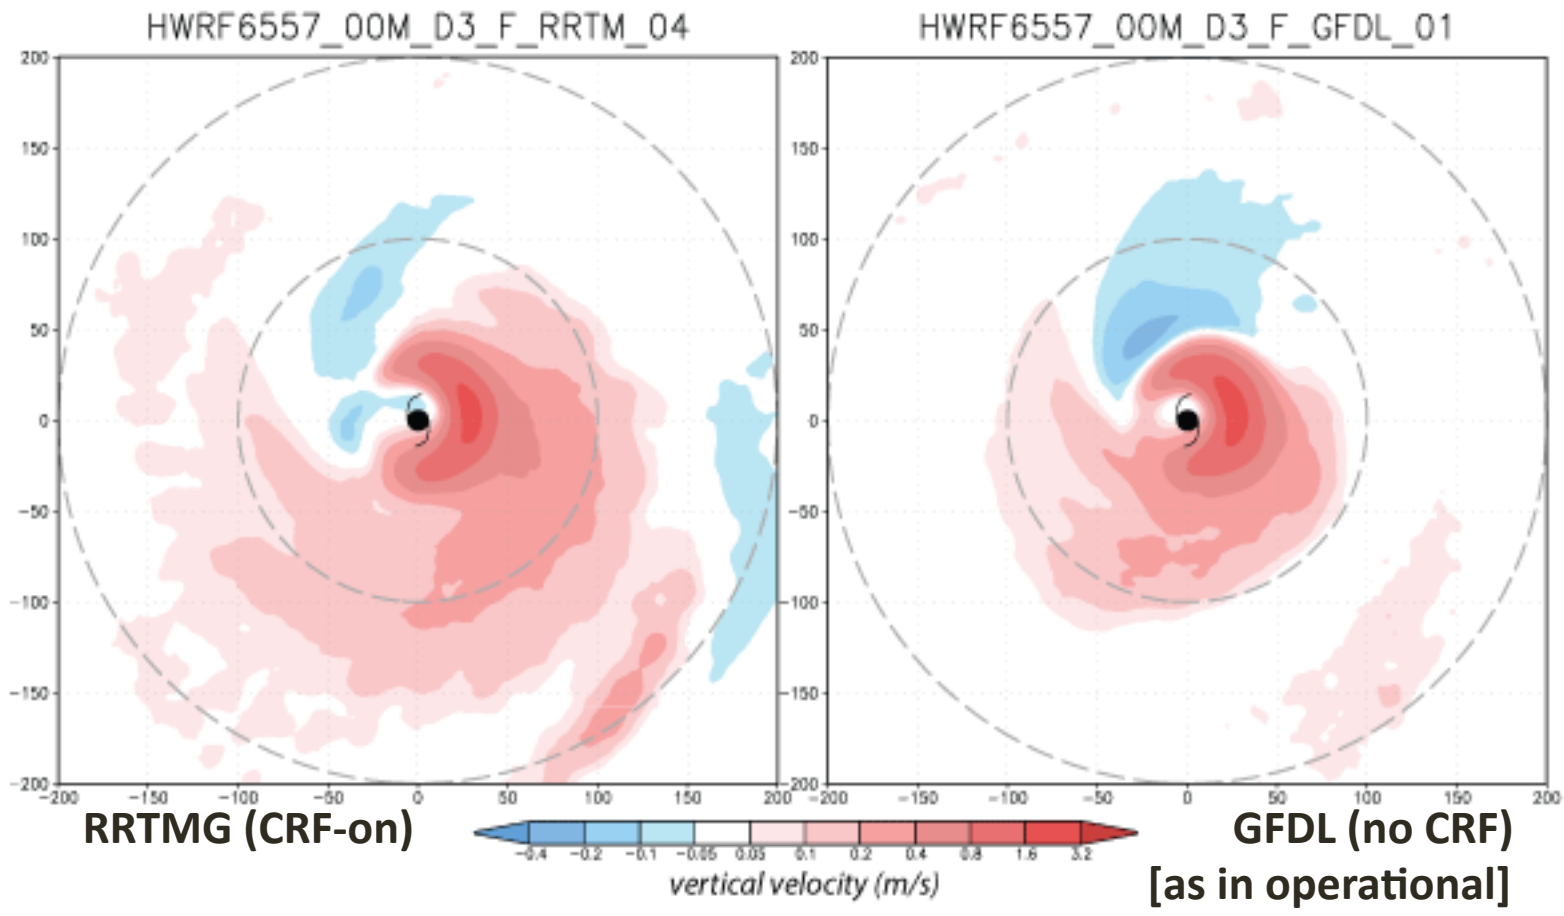 HWRF6557_00M_D3_F_RRTM_04
HWRF6557_00M_D3_F_GFDL_01
200
150
100
50
0
-50
-100
-150
-200
-200 -150 -100 -50 0 50 100 150 200
200
150
100
50
0
-50
-100
-150
-200
-200 -150 -100 -50 0 50 100 150 200
RRTMG (CRF-on)
-0.4 -0.2 -0.1 -0.05 0.05 0.1 0.2 0.4 0.8 1.6 3.2
vertical velocity (m/s)
GFDL (no CRF)
[as in operational]